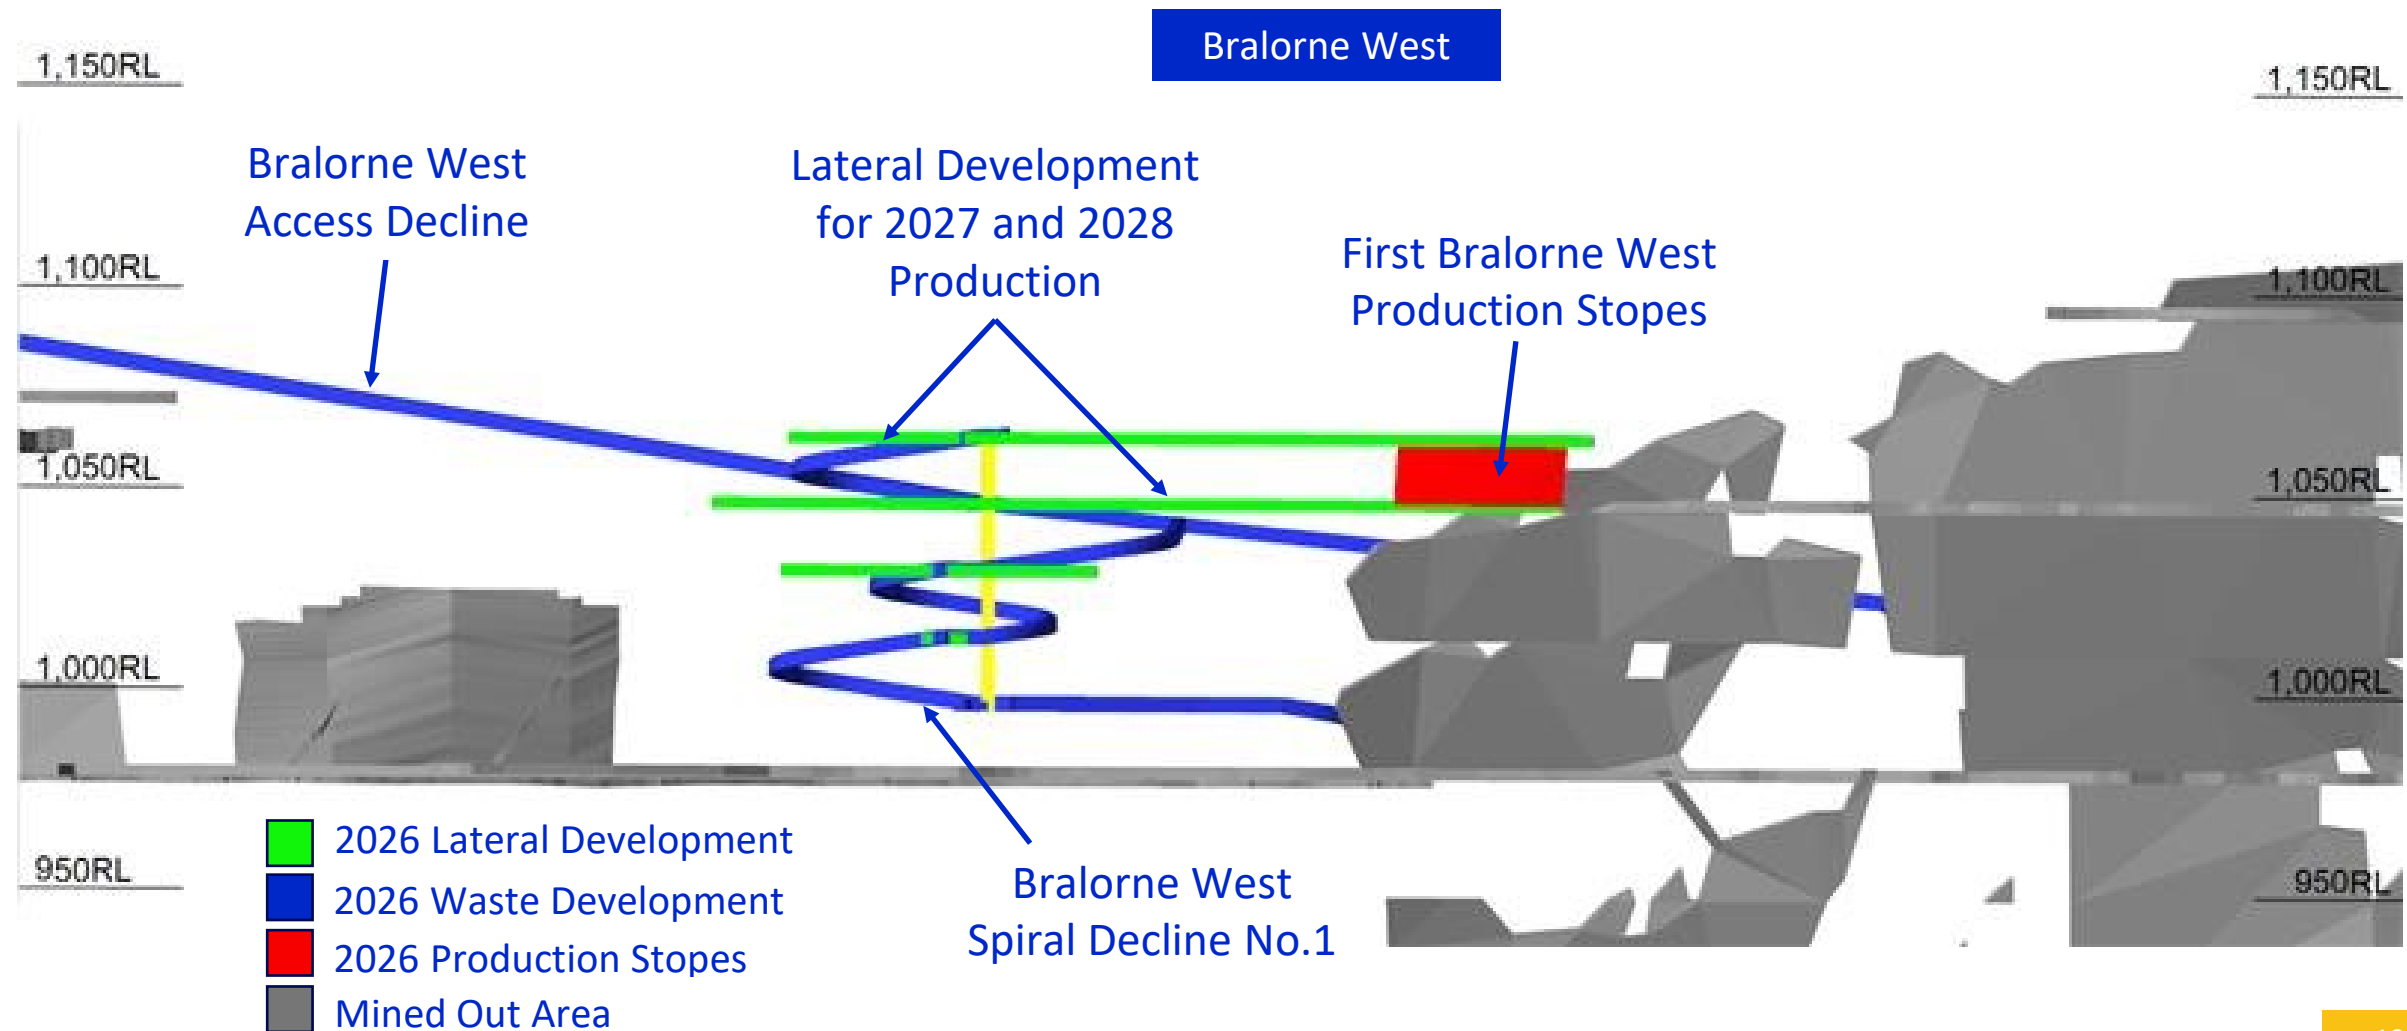 Bralorne West
1,150RL
1,150RL
Bralorne West
Access Decline
Lateral Development
for 2027 and 2028
Production
First Bralorne West
Production Stopes
1,100RL
1,100RL
1,050RL
1,050RL
1,000RL
1,000RL
950RL
950RL
2026 Lateral Development
2026 Waste Development
2026 Production Stopes
Mined Out Area
Bralorne West
Spiral Decline No.1